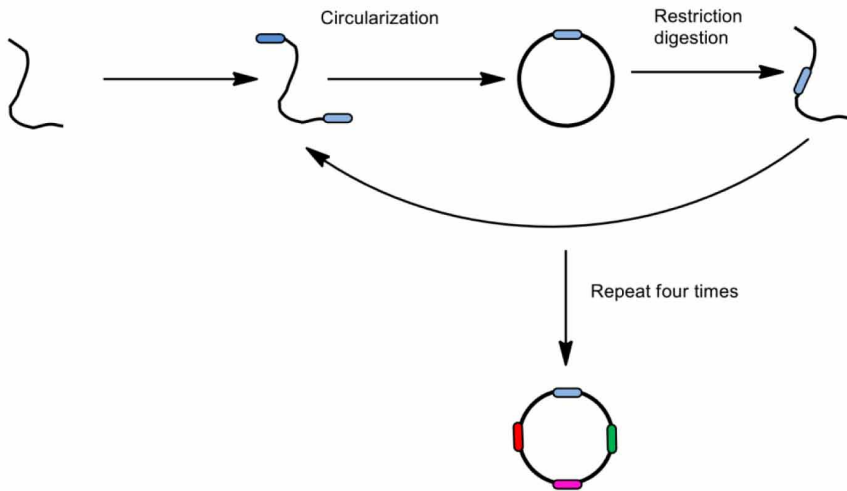 Circularization
Restriction
digestion
Repeat four times